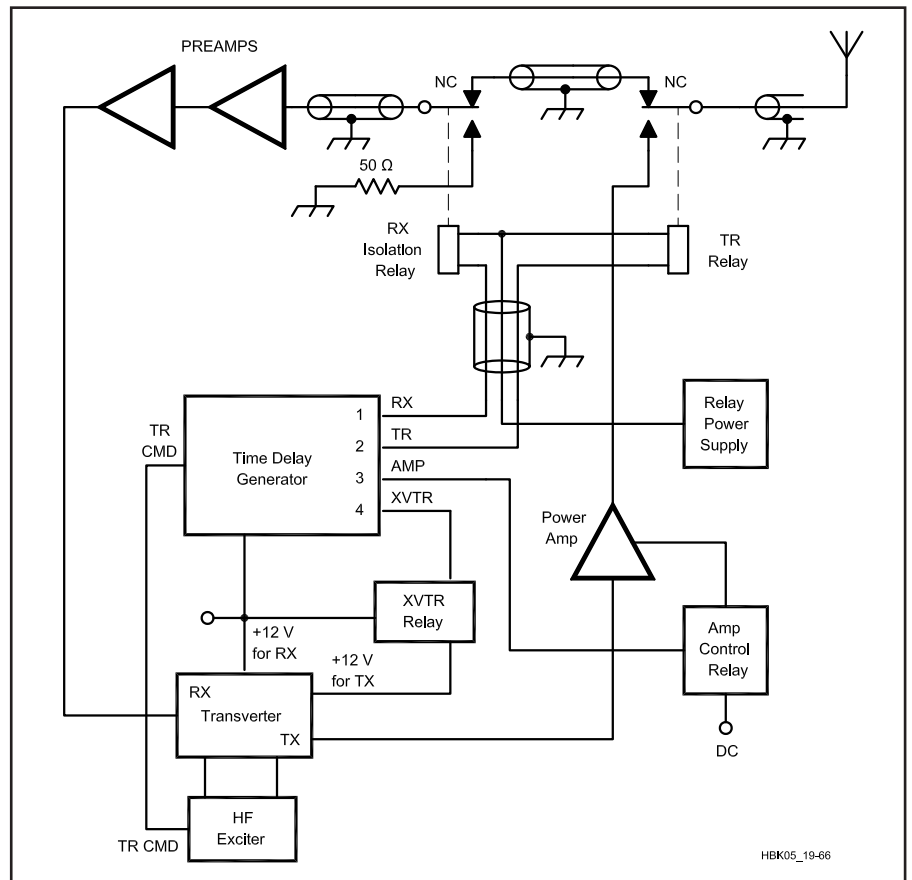 PREAMPS
NC
NC
50 Ω
RX
Isolation
Relay
TR
Relay
TR
CMD
Time Delay
Generator
1
RX
2
TR
3
AMP
4
XVTR
Relay
Power
Supply
Power
Amp
XVTR
Relay
+12 V
for RX
+12 V
for TX
Amp
Control
Relay
DC
RX
Transverter
TX
HF
Exciter
TR CMD
HBK05_19-66